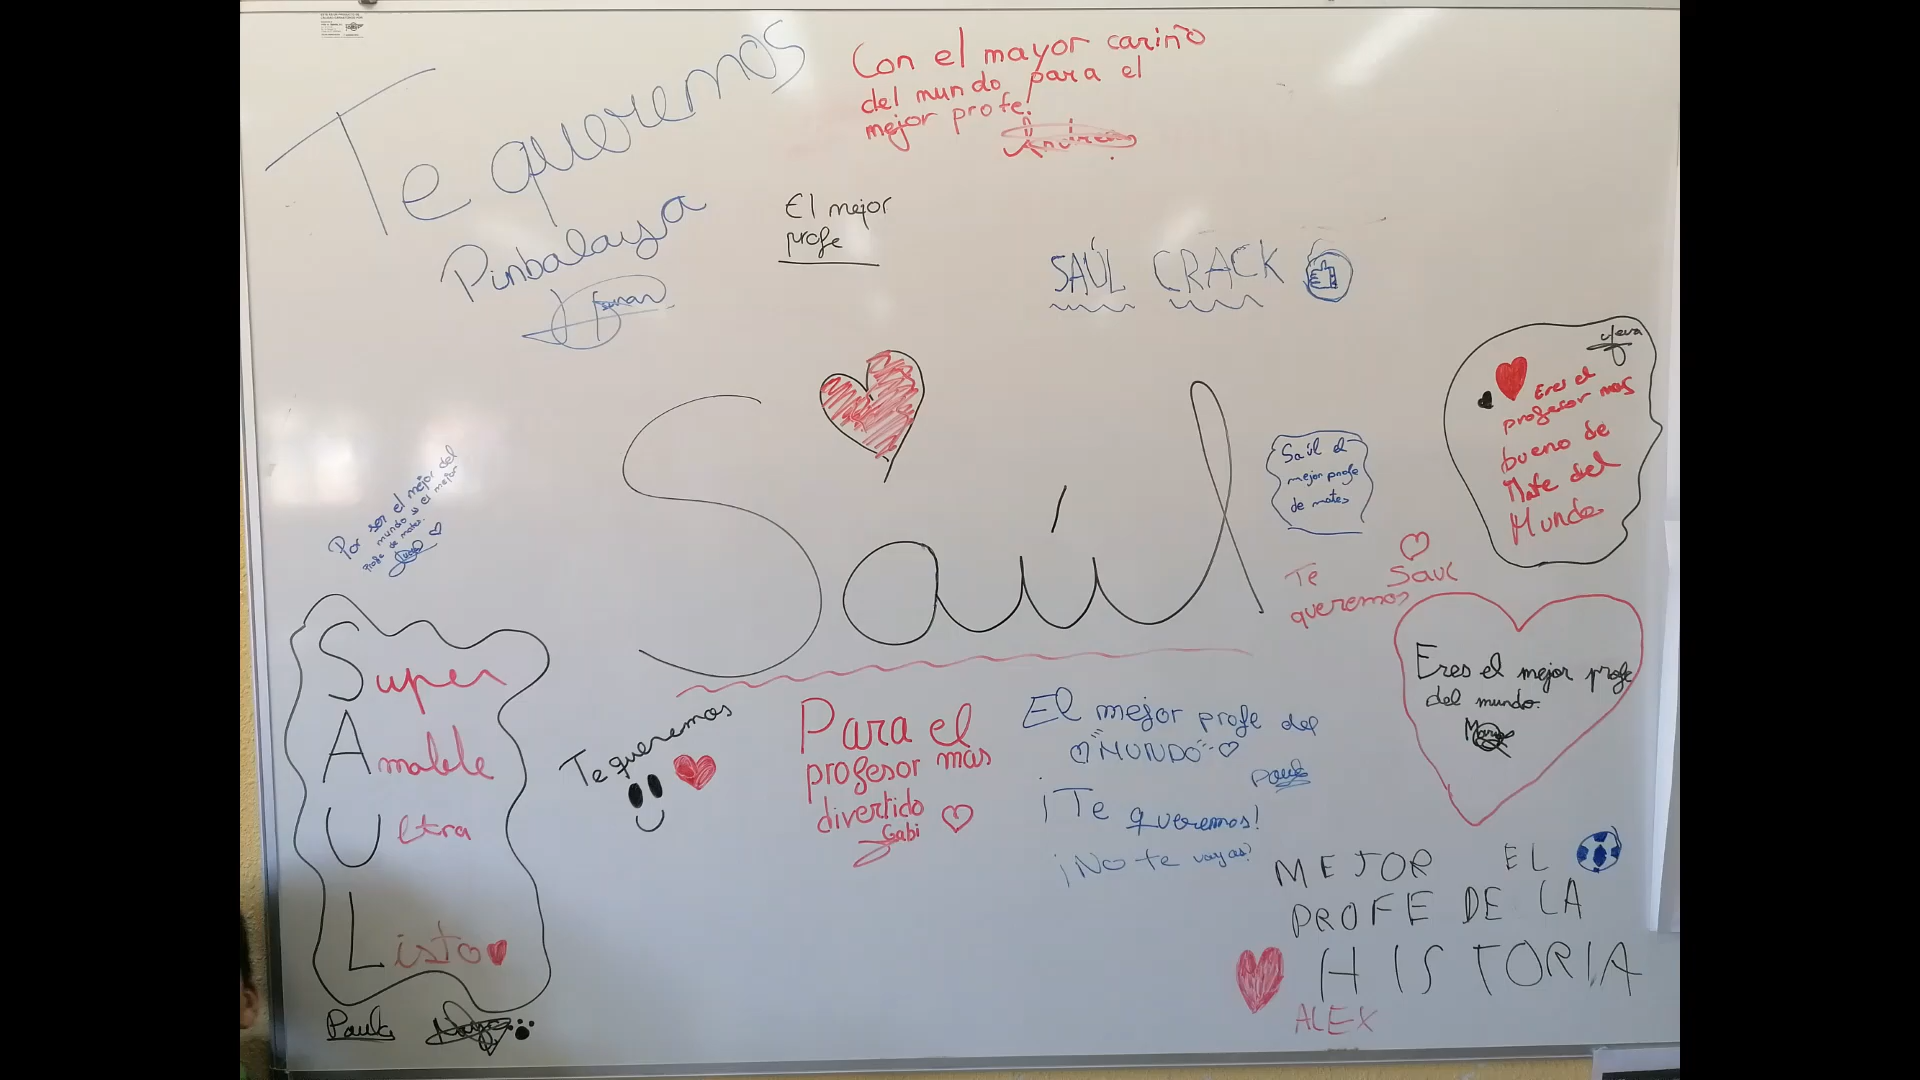 Te queremos
Pinbalaya
Con el mayor cariño
del mundo para el
mejor profe!
Andrea
El mejor
profe
SAÚL CRACK
Saúl
Eres el
profesor mas
bueno de
Mate del
Mundo
Saúl el
mejor profe
de mates
Te
queremos
Saul
Por ser el mejor del
mundo y el mejor
Profe de mates.
Super
Amable
Ultra
Listo
Paula
Te queremos
Para el
profesor más
divertido
Gabi
El mejor profe del
MUNDO
Paula
¡Te queremos!
¡No te vayas!
Eres el mejor profe
del mundo.
María
MEJOR EL
PROFE DE LA
HISTORIA
ALEX